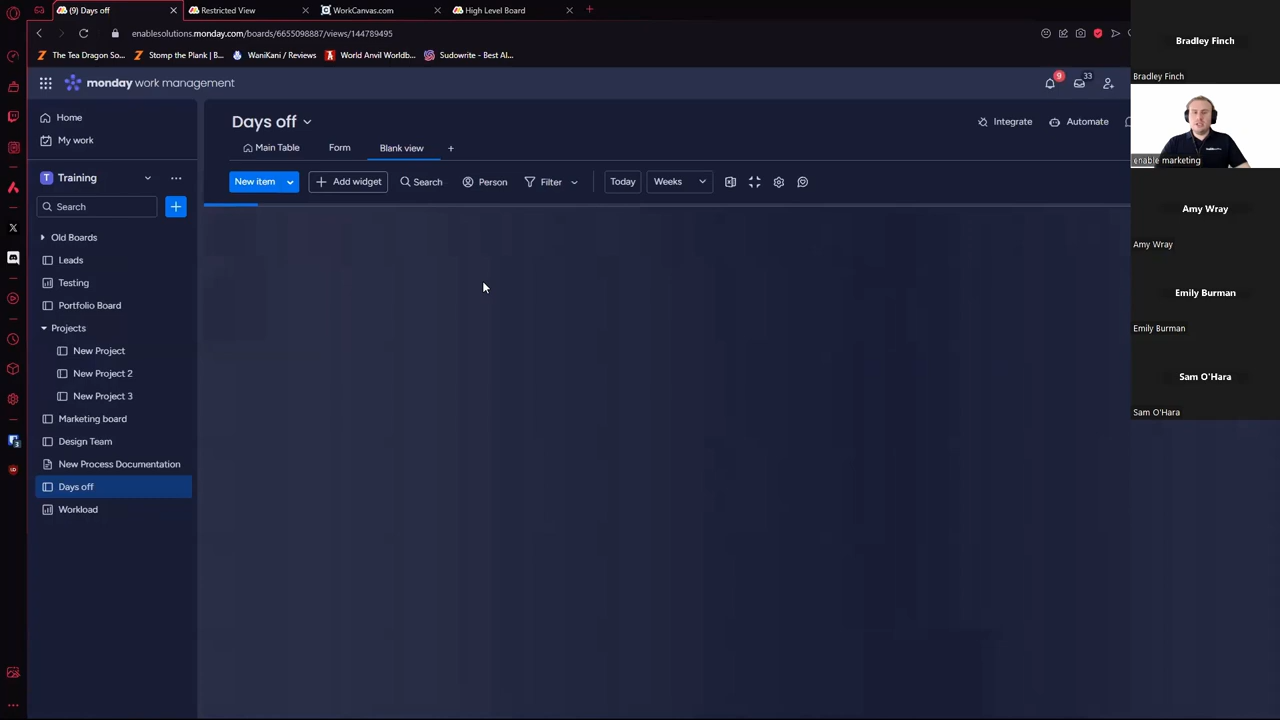 (9) Days off
Restricted View
WorkCanvas.com
High Level Board
enablesolutions.monday.com/boards/6655098887/views/144789495
The Tea Dragon So...
Stomp the Plank | B...
WaniKani / Reviews
World Anvil Worldb...
Sudowrite - Best AI...
monday work management
9
33
Home
My work
T Training
Search
Old Boards
Leads
Testing
Portfolio Board
Projects
New Project
New Project 2
New Project 3
Marketing board
Design Team
New Process Documentation
Days off
Workload
Days off
Integrate
Automate
Main Table
Form
Blank view
New item
Add widget
Search
Person
Filter
Today
Weeks
Bradley Finch
Bradley Finch
enable marketing
Amy Wray
Amy Wray
Emily Burman
Emily Burman
Sam O'Hara
Sam O'Hara